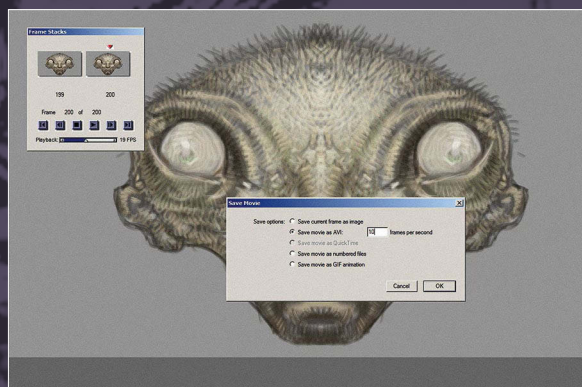 Frame Stacks
199 200
Frame 200 of 200
Playback 19 FPS
Save Movie
Save options: Save current frame as image
Save movie as AVI: 10 frames per second
Save movie as QuickTime
Save movie as numbered files
Save movie as GIF animation
Cancel OK